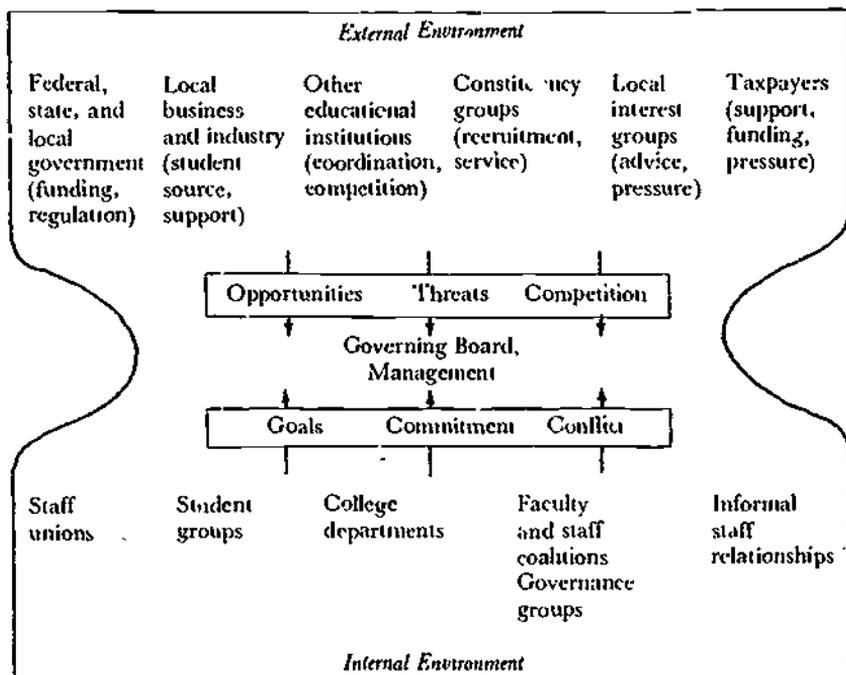 External Environment
Federal,
state, and
local
government
(funding,
regulation)
Local
business
and industry
(student
source,
support)
Other
educational
institutions
(coordination,
competition)
Constituency
groups
(recruitment,
service)
Local
interest
groups
(advice,
pressure)
Taxpayers
(support,
funding,
pressure)
Opportunities Threats Competition
Governing Board,
Management
Goals Commitment Conflict
Staff
unions
Student
groups
College
departments
Faculty
and staff
coalitions
Governance
groups
Informal
staff
relationships
Internal Environment